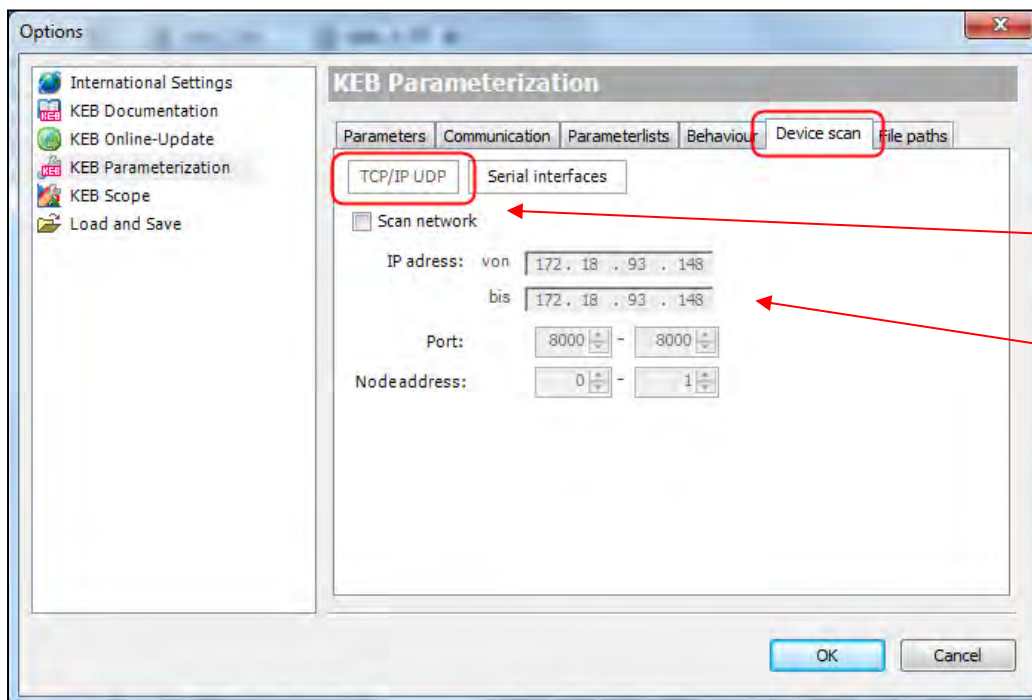 Options
International Settings
KEB Documentation
KEB Online-Update
KEB Parameterization
KEB Scope
Load and Save
KEB Parameterization
Parameters Communication Parameterlists Behaviour Device scan File paths
TCP/IP UDP Serial interfaces
Scan network
IP adress: von 172 . 18 . 93 . 148
bis 172 . 18 . 93 . 148
Port: 8000 - 8000
Nodeaddress: 0 - 1
OK Cancel